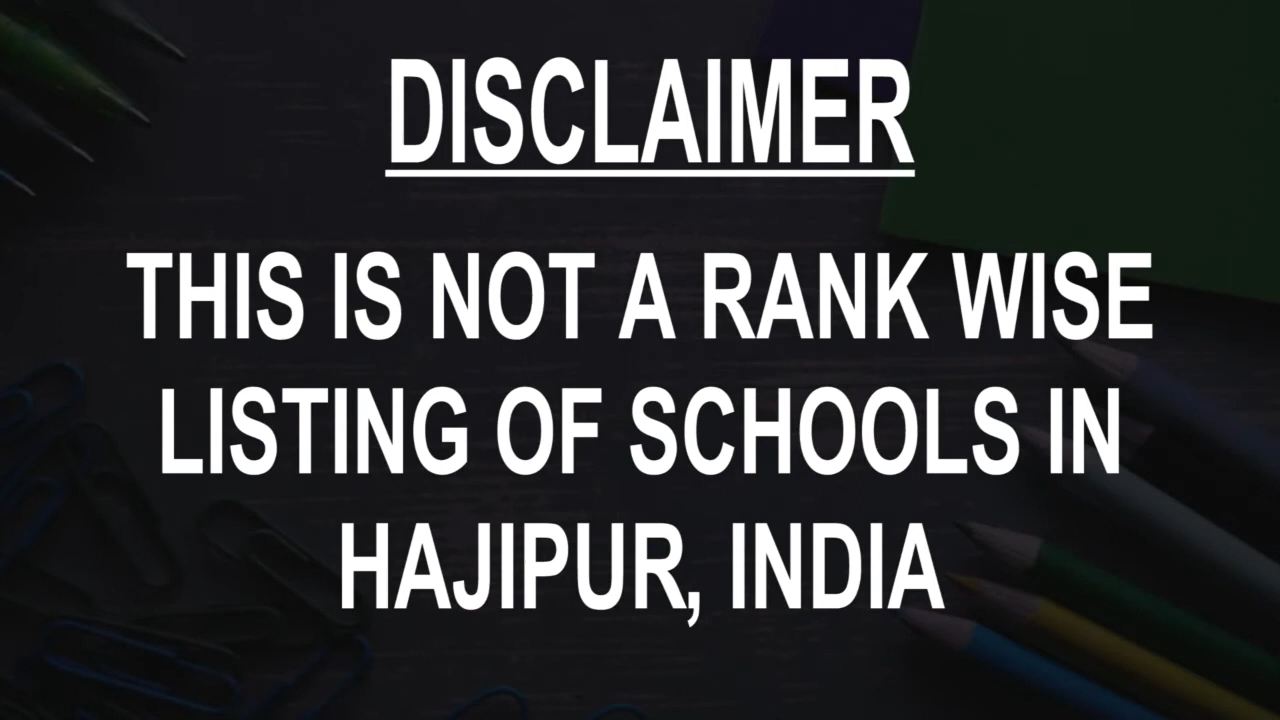 DISCLAIMER
THIS IS NOT A RANK WISE
LISTING OF SCHOOLS IN
HAJIPUR, INDIA